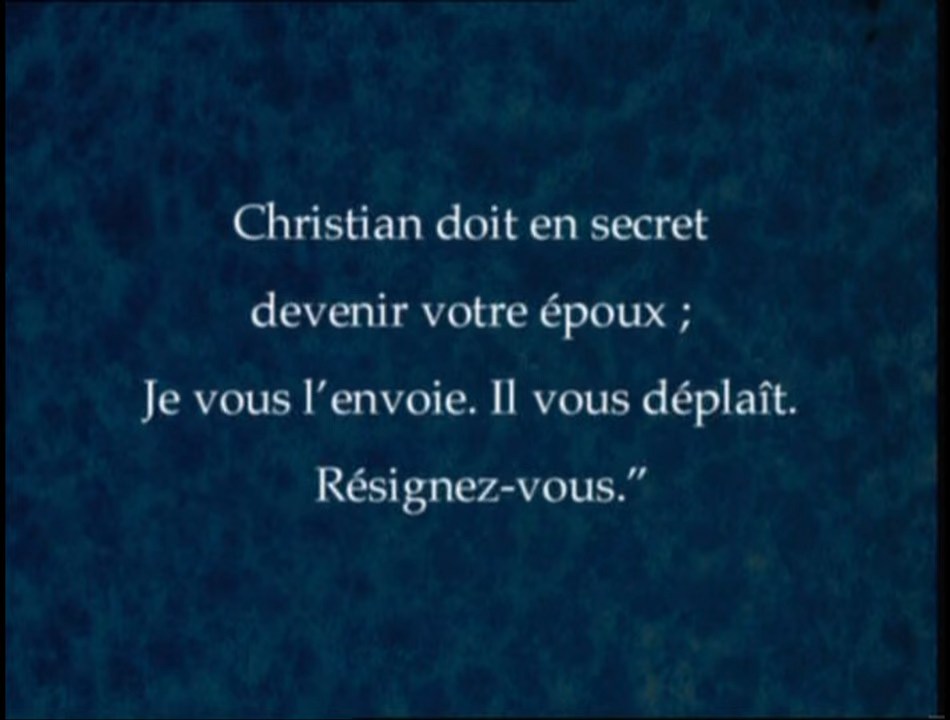 Christian doit en secret
devenir votre époux ;
Je vous l’envoie. Il vous déplaît.
Résignez-vous.”